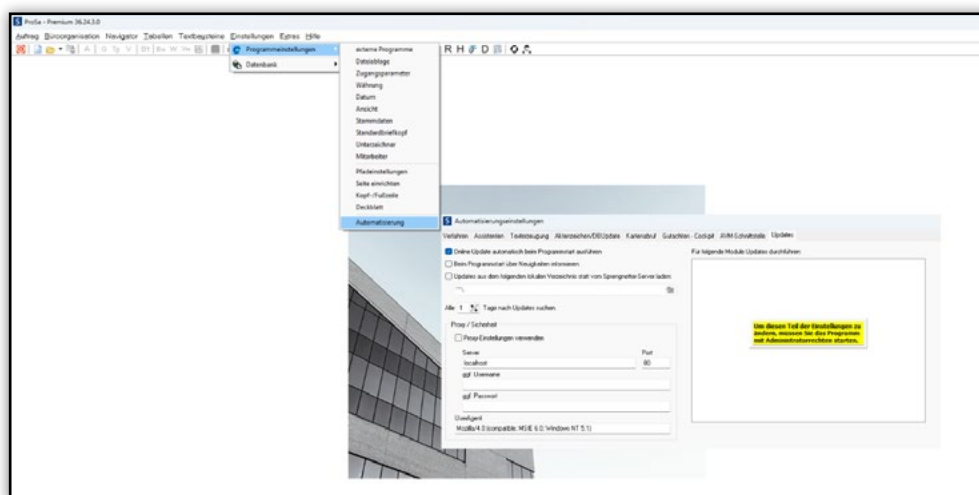 ProSa - Premium 36.24.3.0
Auftrag Büroorganisation Navigator Tabellen Textbausteine Einstellungen Extras Hilfe
R H D
Programmeinstellungen
Datenbank
externe Programme
Dateiablage
Zugangsparameter
Währung
Datum
Ansicht
Stammdaten
Standardbriefkopf
Unterzeichner
Mitarbeiter
Pfadeinstellungen
Seite einrichten
Kopf-/Fußzeile
Deckblatt
Automatisierung
Automatisierungseinstellungen
Verfahren Assistenten Texterzeugung Aktenzeichen/DBUpdate Kartenabruf Gutachten - Cockpit AVM-Schnittstelle Updates
Online Update automatisch beim Programmstart ausführen
Beim Programmstart über Neuigkeiten informieren
Updates aus dem folgenden lokalen Verzeichnis statt vom Sprengnetter-Server laden:
Alle 1 Tage nach Updates suchen.
Proxy / Sicherheit
Proxy-Einstellungen verwenden
Server Port
localhost 80
ggf. Username
ggf. Passwort
UserAgent
Mozilla/4.0 (compatible; MSIE 6.0; Windows NT 5.1)
Für folgende Module Updates durchführen:
Um diesen Teil der Einstellungen zu
ändern, müssen Sie das Programm
mit Administratorrechten starten.